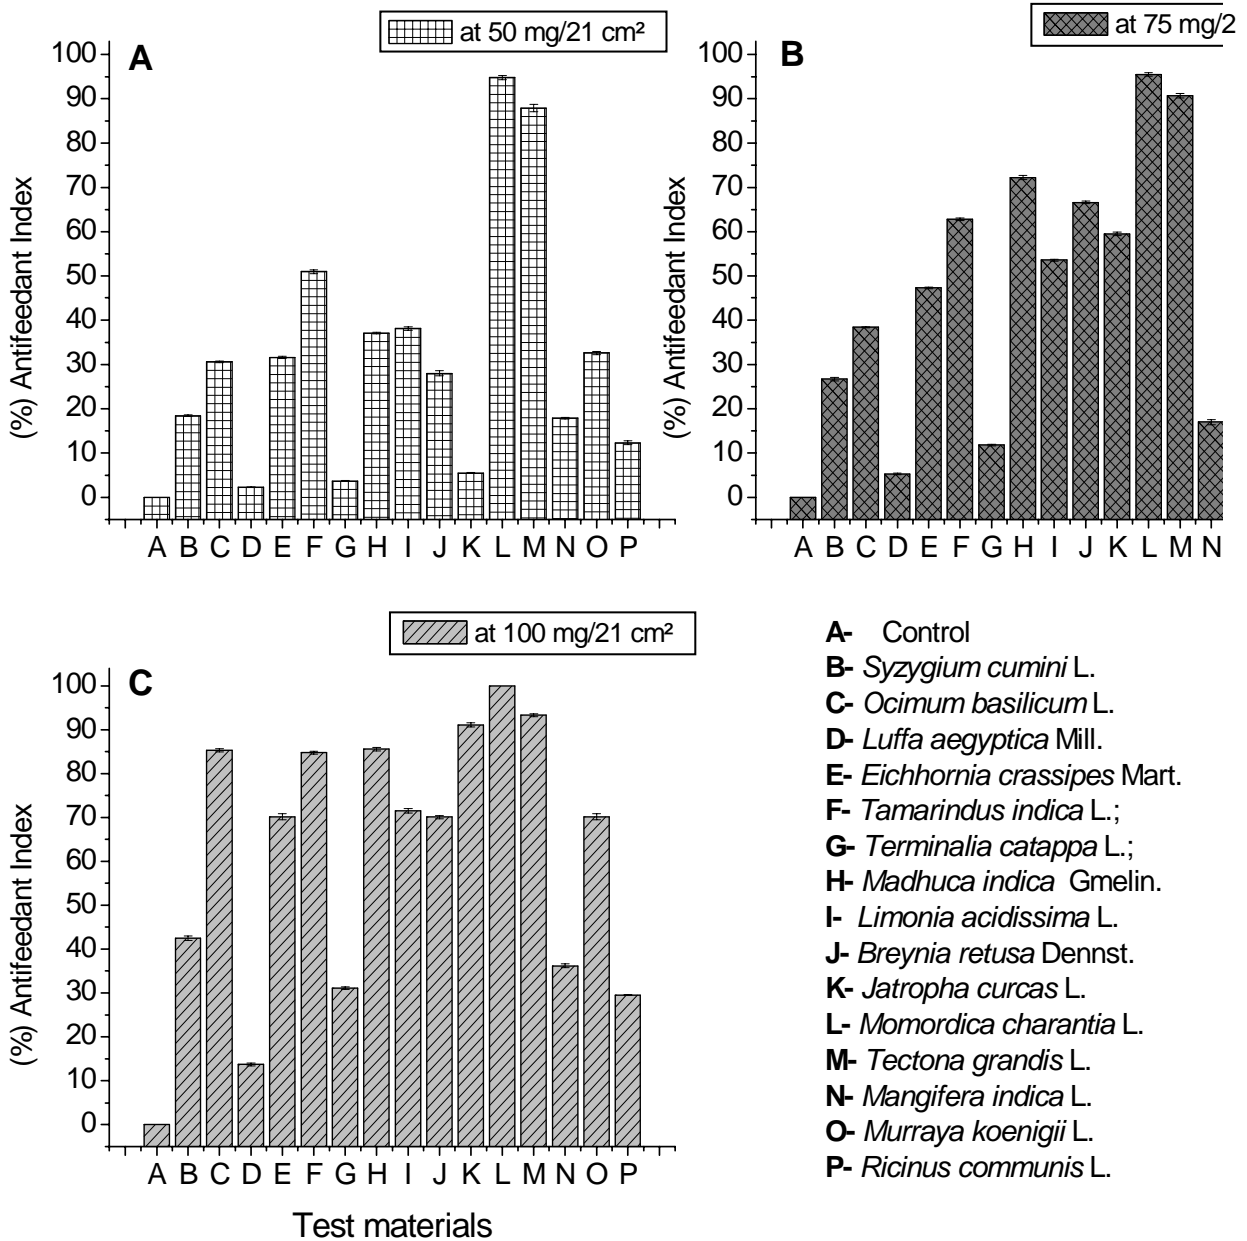 at 50 mg/21 cm²
A
(%) Antifeedant Index
100
90
80
70
60
50
40
30
20
10
0
A B C D E F G H I J K L M N O P
at 75 mg/2
B
(%) Antifeedant Index
100
90
80
70
60
50
40
30
20
10
0
A B C D E F G H I J K L M N
at 100 mg/21 cm²
C
(%) Antifeedant Index
100
90
80
70
60
50
40
30
20
10
0
A B C D E F G H I J K L M N O P
Test materials
A- Control
B- Syzygium cumini L.
C- Ocimum basilicum L.
D- Luffa aegyptica Mill.
E- Eichhornia crassipes Mart.
F- Tamarindus indica L.;
G- Terminalia catappa L.;
H- Madhuca indica Gmelin.
I- Limonia acidissima L.
J- Breynia retusa Dennst.
K- Jatropha curcas L.
L- Momordica charantia L.
M- Tectona grandis L.
N- Mangifera indica L.
O- Murraya koenigii L.
P- Ricinus communis L.